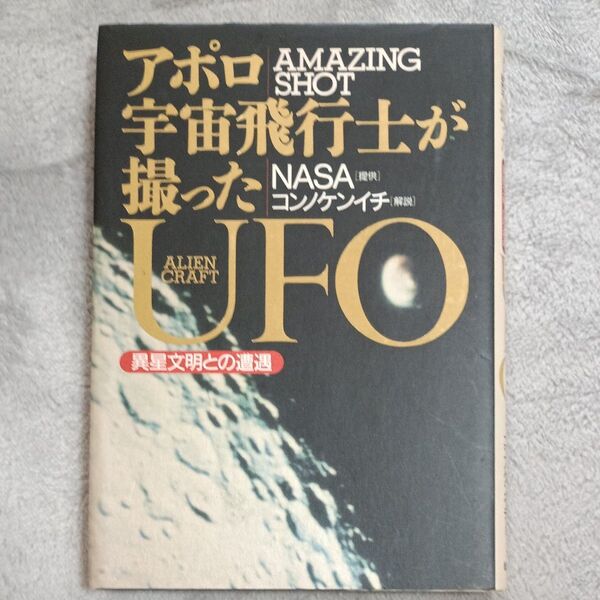 アポロ
AMAZING
SHOT
宇宙飛行士が
撮った
NASA[提供]
コンノケンイチ[解説]
UFO
ALIEN
CRAFT
異星文明との遭遇